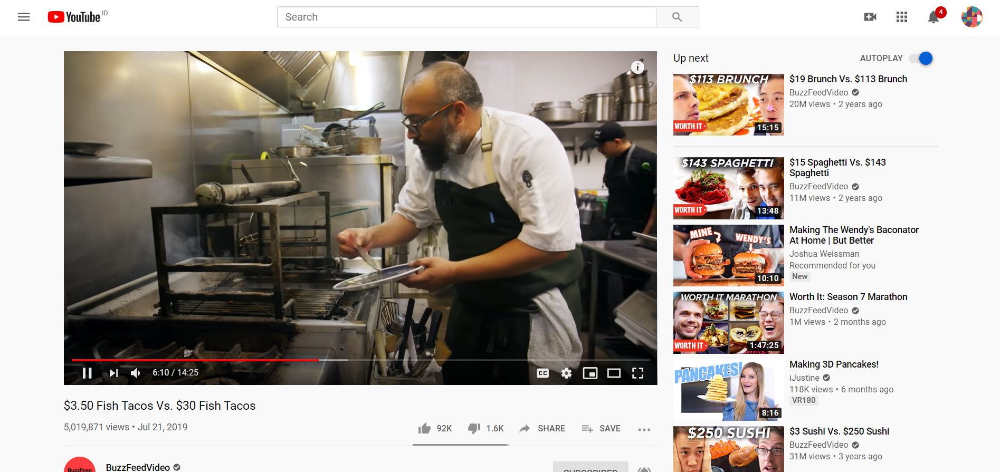 YouTube ID
Search
4
i
CC
6:10 / 14:25
$3.50 Fish Tacos Vs. $30 Fish Tacos
5,019,871 views • Jul 21, 2019
92K
1.6K
SHARE
SAVE
BuzzFeed
BuzzFeedVideo
SUBSCRIBED
Up next
AUTOPLAY
$113 BRUNCH
WORTH IT
15:15
$19 Brunch Vs. $113 Brunch
BuzzFeedVideo
20M views • 2 years ago
$143 SPAGHETTI
WORTH IT
13:48
$15 Spaghetti Vs. $143
Spaghetti
BuzzFeedVideo
11M views • 2 years ago
MINE
WENDY'S
10:10
Making The Wendy's Baconator
At Home | But Better
Joshua Weissman
Recommended for you
New
WORTH IT MARATHON
WORTH IT
1:47:25
Worth It: Season 7 Marathon
BuzzFeedVideo
1M views • 2 months ago
PANCAKES!
8:16
Making 3D Pancakes!
iJustine
118K views • 6 months ago
VR180
$250 SUSHI
$3 Sushi Vs. $250 Sushi
BuzzFeedVideo
31M views • 3 years ago